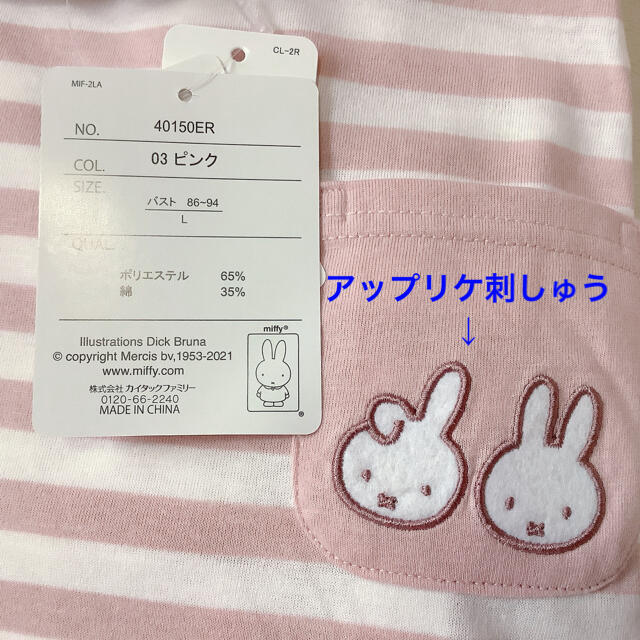 CL-2R
MIF-2LA
NO. 40150ER
COL. 03 ピンク
SIZE.
バスト 86~94
L
QUAL
ポリエステル 65%
綿 35%
Illustrations Dick Bruna
© copyright Mercis bv,1953-2021
www.miffy.com
株式会社 カイタックファミリー
0120-66-2240
MADE IN CHINA
miffy®
®
アップリケ刺しゅう
↓